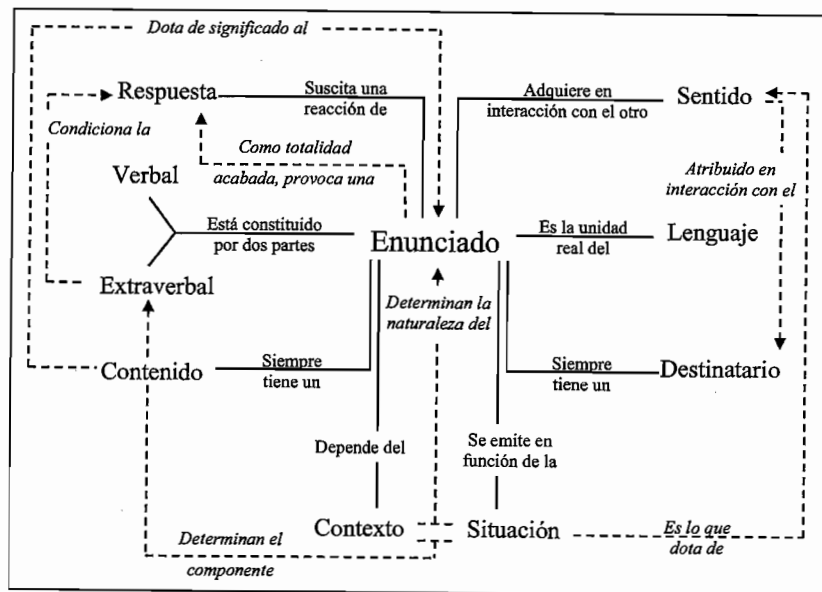 Dota de significado al
Respuesta
Suscita una
reacción de
Adquiere en
interacción con el otro
Sentido
Condiciona la
Como totalidad
acabada, provoca una
Atribuido en
interacción con el
Verbal
Está constituido
por dos partes
Enunciado
Es la unidad
real del
Lenguaje
Extraverbal
Determinan la
naturaleza del
Contenido
Siempre
tiene un
Siempre
tiene un
Destinatario
Depende del
Se emite en
función de la
Contexto
Situación
Determinan el
componente
Es lo que
dota de